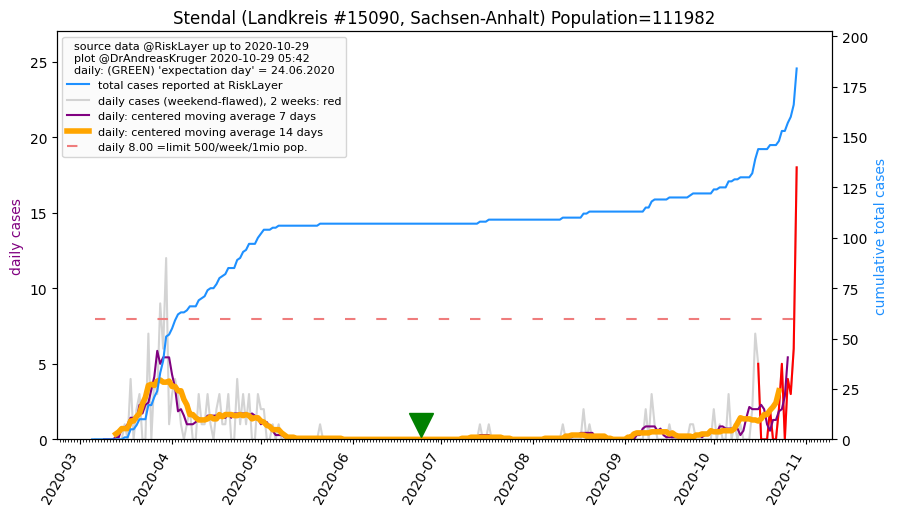 Stendal (Landkreis #15090, Sachsen-Anhalt) Population=111982
source data @RiskLayer up to 2020-10-29
plot @DrAndreasKruger 2020-10-29 05:42
daily: (GREEN) 'expectation day' = 24.06.2020
total cases reported at RiskLayer
daily cases (weekend-flawed), 2 weeks: red
daily: centered moving average 7 days
daily: centered moving average 14 days
daily 8.00 =limit 500/week/1mio pop.
daily cases
25
20
15
10
5
0
200
175
150
125
100
75
50
25
0
cumulative total cases
2020-03
2020-04
2020-05
2020-06
2020-07
2020-08
2020-09
2020-10
2020-11